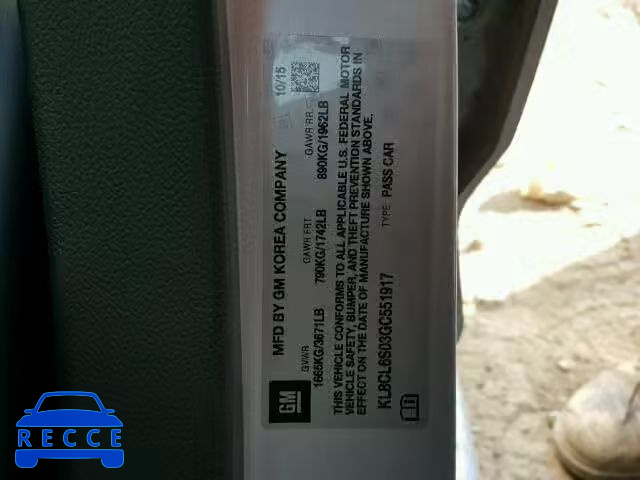 MFD BY GM KOREA COMPANY
10/15
GVWR
GAWR FRT
GAWR RR
1665KG/3671LB
790KG/1742LB
890KG/1962LB
THIS VEHICLE CONFORMS TO ALL APPLICABLE U.S. FEDERAL MOTOR
VEHICLE SAFETY, BUMPER, AND THEFT PREVENTION STANDARDS IN
EFFECT ON THE DATE OF MANUFACTURE SHOWN ABOVE.
KL8CL6S03GC551917
TYPE: PASS CAR
GM
RECCE